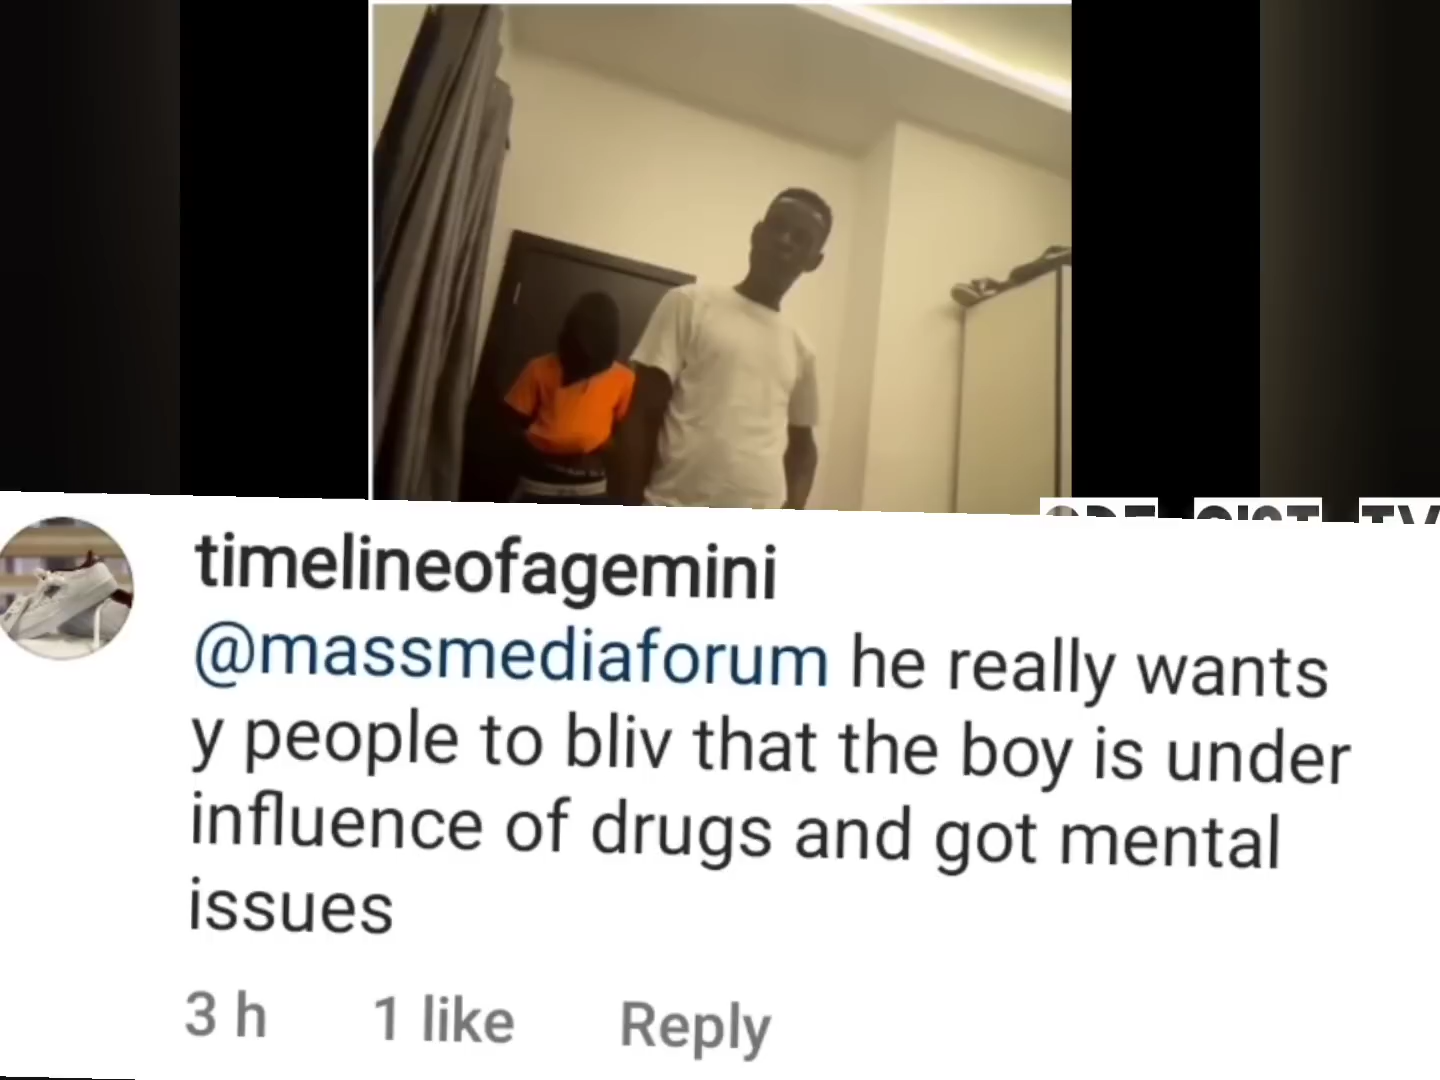 timelineofagemini
@massmediaforum he really wants
y people to bliv that the boy is under
influence of drugs and got mental
issues
3 h 1 like Reply